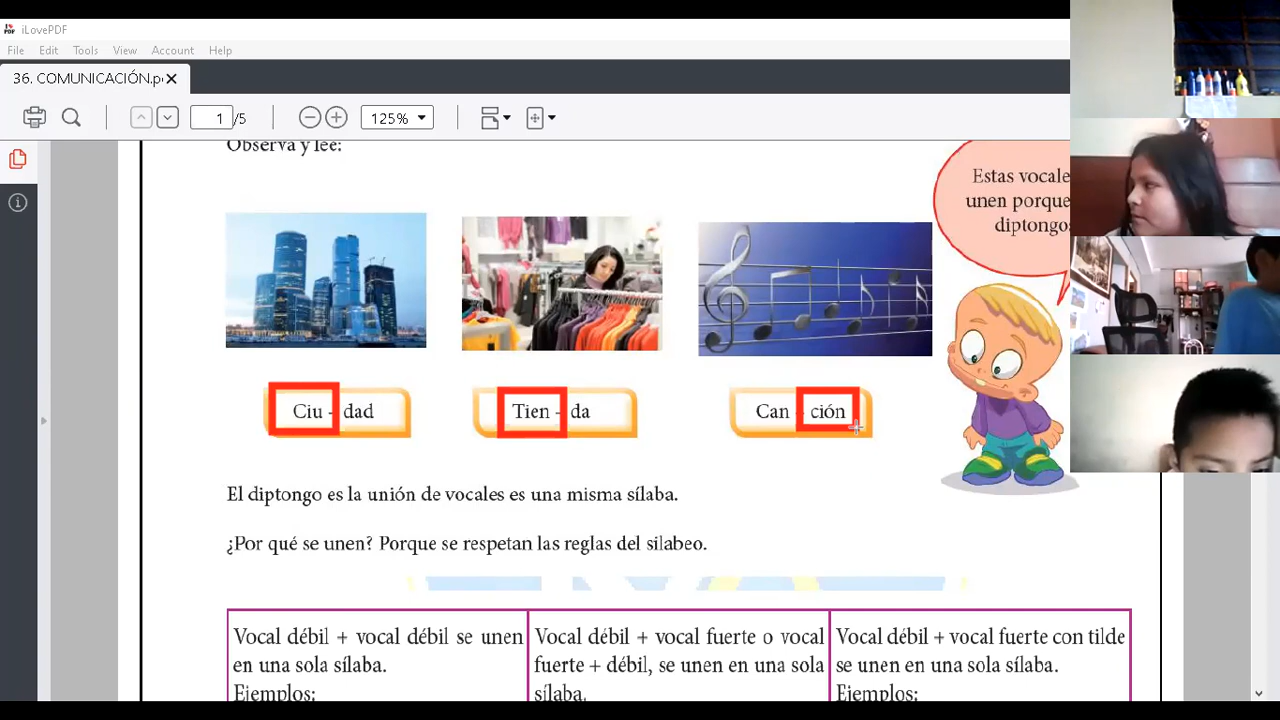 iLovePDF
File Edit Tools View Account Help
36. COMUNICACIÓN.p
1 /5
125%
Observa y lee:
Estas vocale
unen porque
diptongo
Ciu - dad
Tien - da
Can - ción
El diptongo es la unión de vocales es una misma sílaba.
¿Por qué se unen? Porque se respetan las reglas del silabeo.
Vocal débil + vocal débil se unen
en una sola sílaba.
Ejemplos:
Vocal débil + vocal fuerte o vocal
fuerte + débil, se unen en una sola
sílaba.
Vocal débil + vocal fuerte con tilde
se unen en una sola sílaba.
Ejemplos: